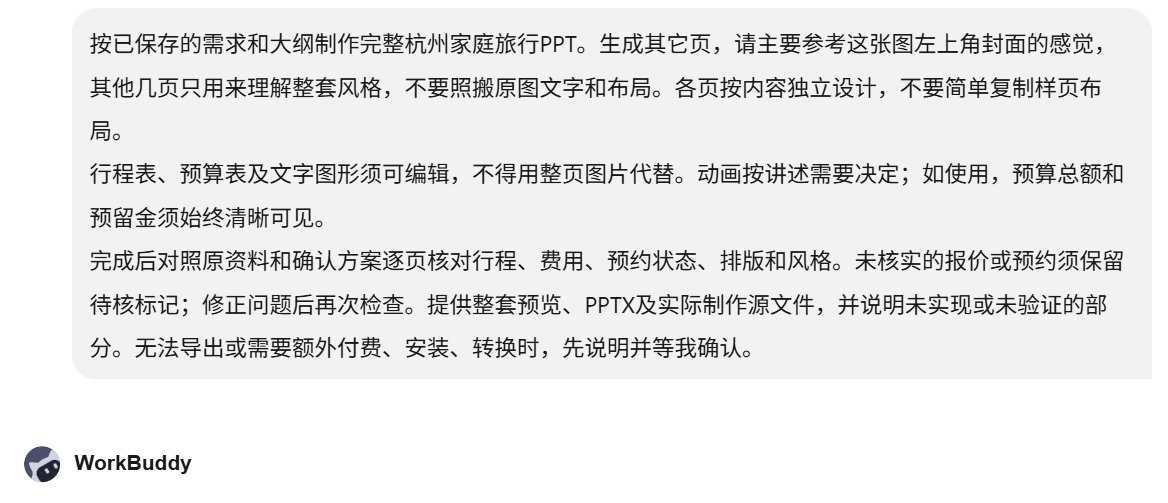 按已保存的需求和大纲制作完整杭州家庭旅行PPT。生成其它页，请主要参考这张图左上角封面的感觉，
其他几页只用来理解整套风格，不要照搬原图文字和布局。各页按内容独立设计，不要简单复制样页布
局。
行程表、预算表及文字图形须可编辑，不得用整页图片代替。动画按讲述需要决定；如使用，预算总额和
预留金须始终清晰可见。
完成后对照原资料和确认方案逐页核对行程、费用、预约状态、排版和风格。未核实的报价或预约须保留
待核标记；修正问题后再次检查。提供整套预览、PPTX及实际制作源文件，并说明未实现或未验证的部
分。无法导出或需要额外付费、安装、转换时，先说明并等我确认。
WorkBuddy